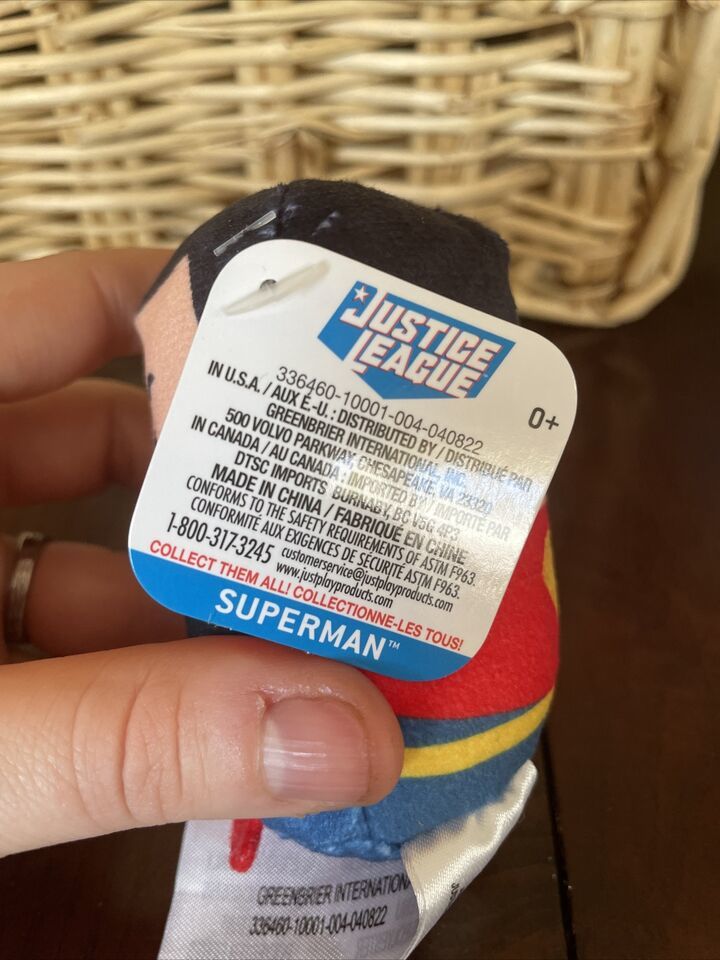 JUSTICE
LEAGUE
0+
336460-10001-004-040822
IN U.S.A. / AUX É.-U. : DISTRIBUTED BY / DISTRIBUÉ PAR
GREENBRIER INTERNATIONAL, INC.
500 VOLVO PARKWAY, CHESAPEAKE, VA 23320
IN CANADA / AU CANADA : IMPORTED BY / IMPORTÉ PAR
DTSC IMPORTS BURNABY, BC V5G 4P3
MADE IN CHINA / FABRIQUÉ EN CHINE
CONFORMS TO THE SAFETY REQUIREMENTS OF ASTM F963.
CONFORMITÉ AUX EXIGENCES DE SÉCURITÉ ASTM F963.
1-800-317-3245 customerservice@justplayproducts.com
www.justplayproducts.com
COLLECT THEM ALL! COLLECTIONNE-LES TOUS!
SUPERMAN™
GREENBRIER INTERNATION
336460-10001-004-040822